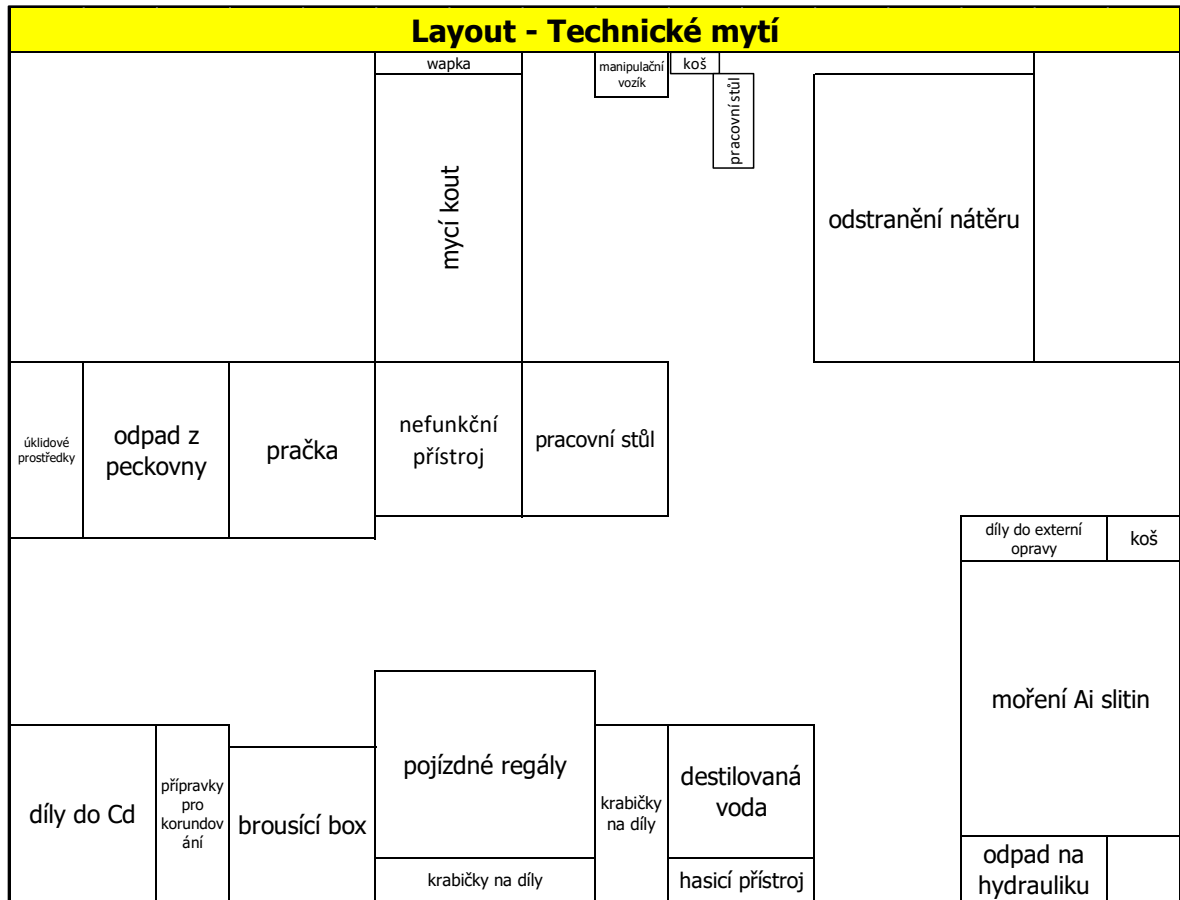 Layout - Technické mytí
wapka
manipulační
vozík
koš
pracovní stůl
mycí kout
odstranění nátěru
úklidové
prostředky
odpad z
peckovny
pračka
nefunkční
přístroj
pracovní stůl
díly do externí
opravy
koš
moření Ai slitin
díly do Cd
přípravky
pro
korundov
ání
brousící box
pojízdné regály
krabičky na díly
krabičky
na díly
destilovaná
voda
hasicí přístroj
odpad na
hydrauliku